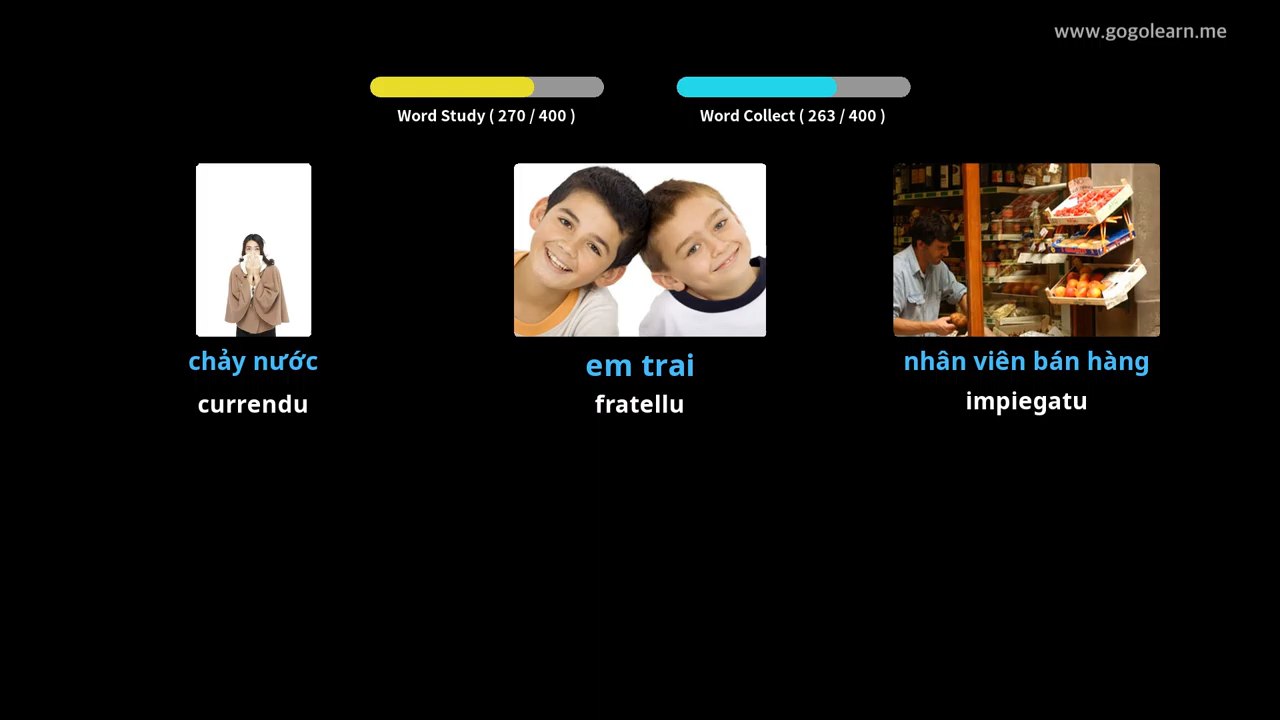 www.gogolearn.me
Word Study ( 270 / 400 )
Word Collect ( 263 / 400 )
chảy nước
currendu
em trai
fratellu
nhân viên bán hàng
impiegatu